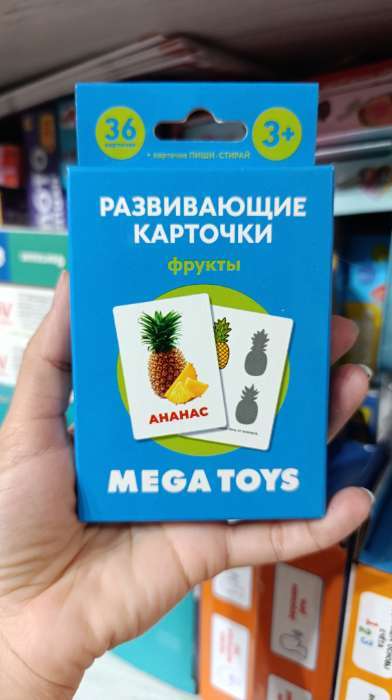 36
карточек
3+
+ карточки ПИШИ-СТИРАЙ
РАЗВИВАЮЩИЕ
КАРТОЧКИ
фрукты
АНАНАС
MEGA TOYS